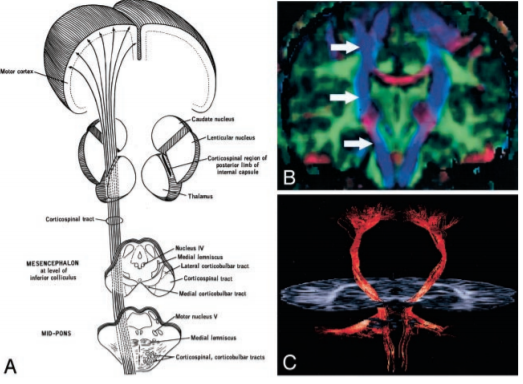 Motor cortex
Caudate nucleus
Lenticular nucleus
Corticospinal region of
posterior limb of
internal capsule
Thalamus
Corticospinal tract
Nucleus IV
Medial lemniscus
Lateral corticobulbar tract
MESENCEPHALON
at level of
inferior colliculus
Corticospinal tract
Medial corticobulbar tract
Motor nucleus V
MID-PONS
Medial lemniscus
Corticospinal, corticobulbar tracts
A
B
C